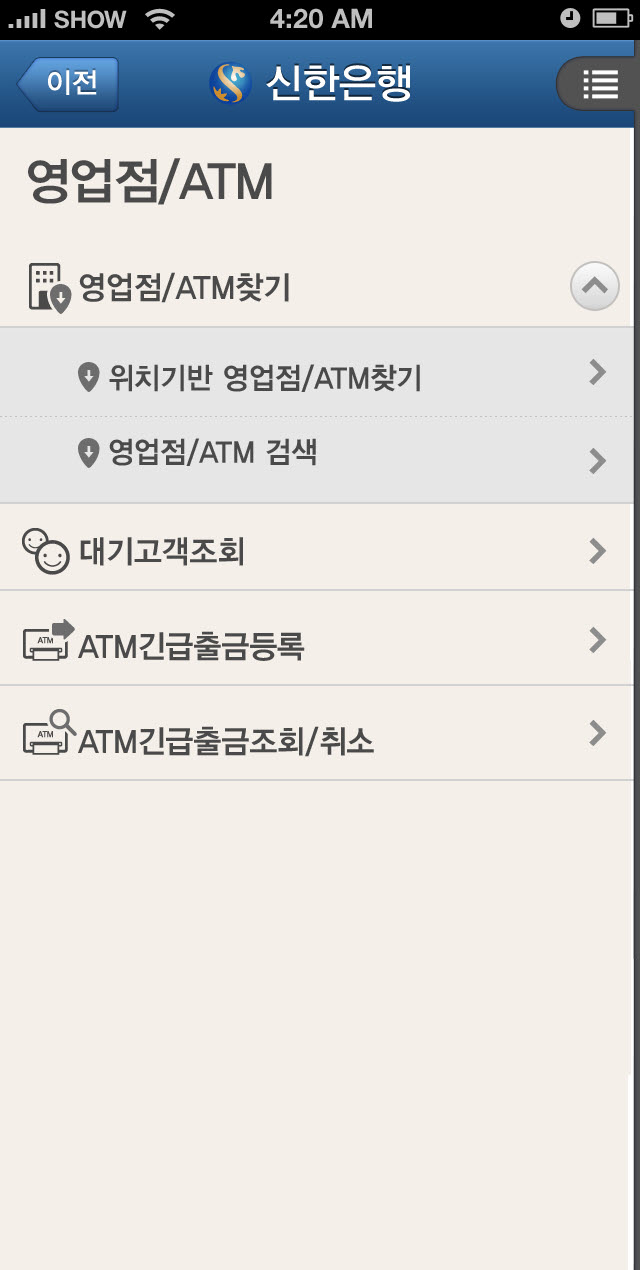 SHOW 4:20 AM
이전 신한은행
영업점/ATM
영업점/ATM찾기
위치기반 영업점/ATM찾기
영업점/ATM 검색
대기고객조회
ATM
ATM긴급출금등록
ATM
ATM긴급출금조회/취소